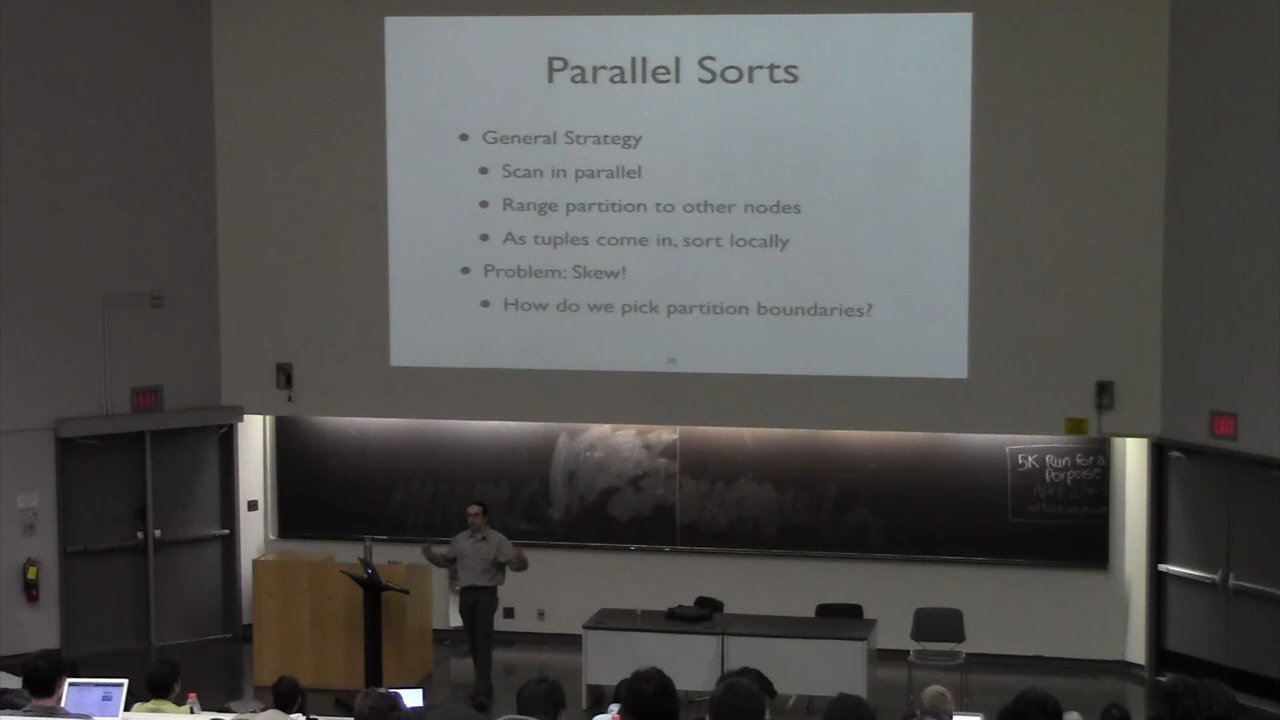 Parallel Sorts
General Strategy
Scan in parallel
Range partition to other nodes
As tuples come in, sort locally
Problem: Skew!
How do we pick partition boundaries?
5K Run for a
Porpoise